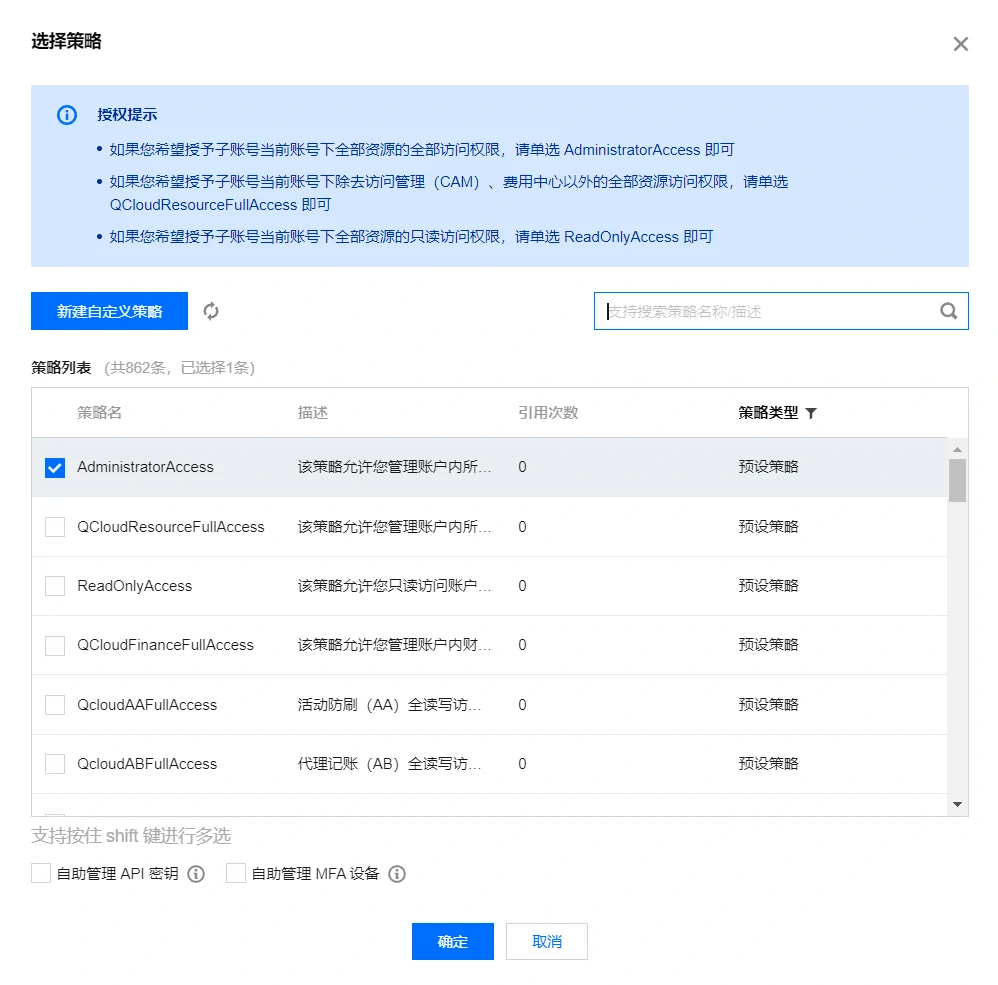 选择策略
授权提示
如果您希望授予子账号当前账号下全部资源的全部访问权限，请单选 AdministratorAccess 即可
如果您希望授予子账号当前账号下除去访问管理（CAM）、费用中心以外的全部资源访问权限，请单选
QCloudResourceFullAccess 即可
如果您希望授予子账号当前账号下全部资源的只读访问权限，请单选 ReadOnlyAccess 即可
新建自定义策略 支持搜索策略名称/描述
策略列表 （共862条，已选择1条）
策略名 描述 引用次数 策略类型
AdministratorAccess 该策略允许您管理账户内所... 0 预设策略
QCloudResourceFullAccess 该策略允许您管理账户内所... 0 预设策略
ReadOnlyAccess 该策略允许您只读访问账户... 0 预设策略
QCloudFinanceFullAccess 该策略允许您管理账户内财... 0 预设策略
QcloudAAFullAccess 活动防刷（AA）全读写访... 0 预设策略
QcloudABFullAccess 代理记账（AB）全读写访... 0 预设策略
支持按住 shift 键进行多选
自助管理 API 密钥 自助管理 MFA 设备
确定 取消